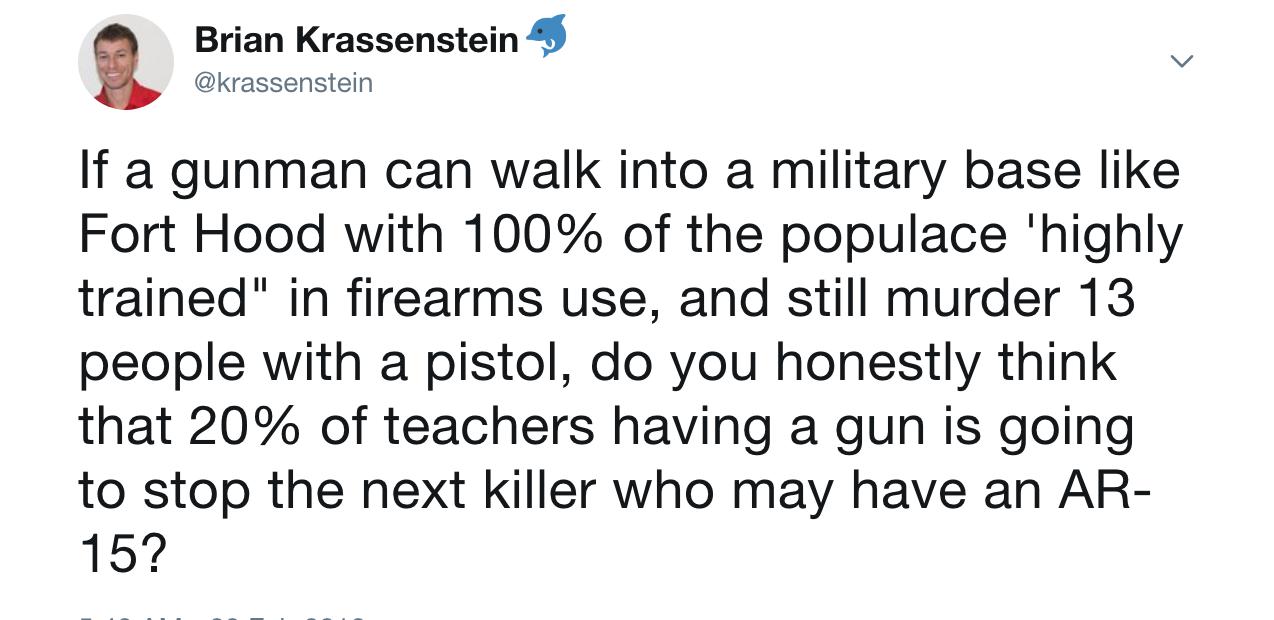 Brian Krassenstein
@krassenstein
If a gunman can walk into a military base like
Fort Hood with 100% of the populace 'highly
trained" in firearms use, and still murder 13
people with a pistol, do you honestly think
that 20% of teachers having a gun is going
to stop the next killer who may have an AR-
15?